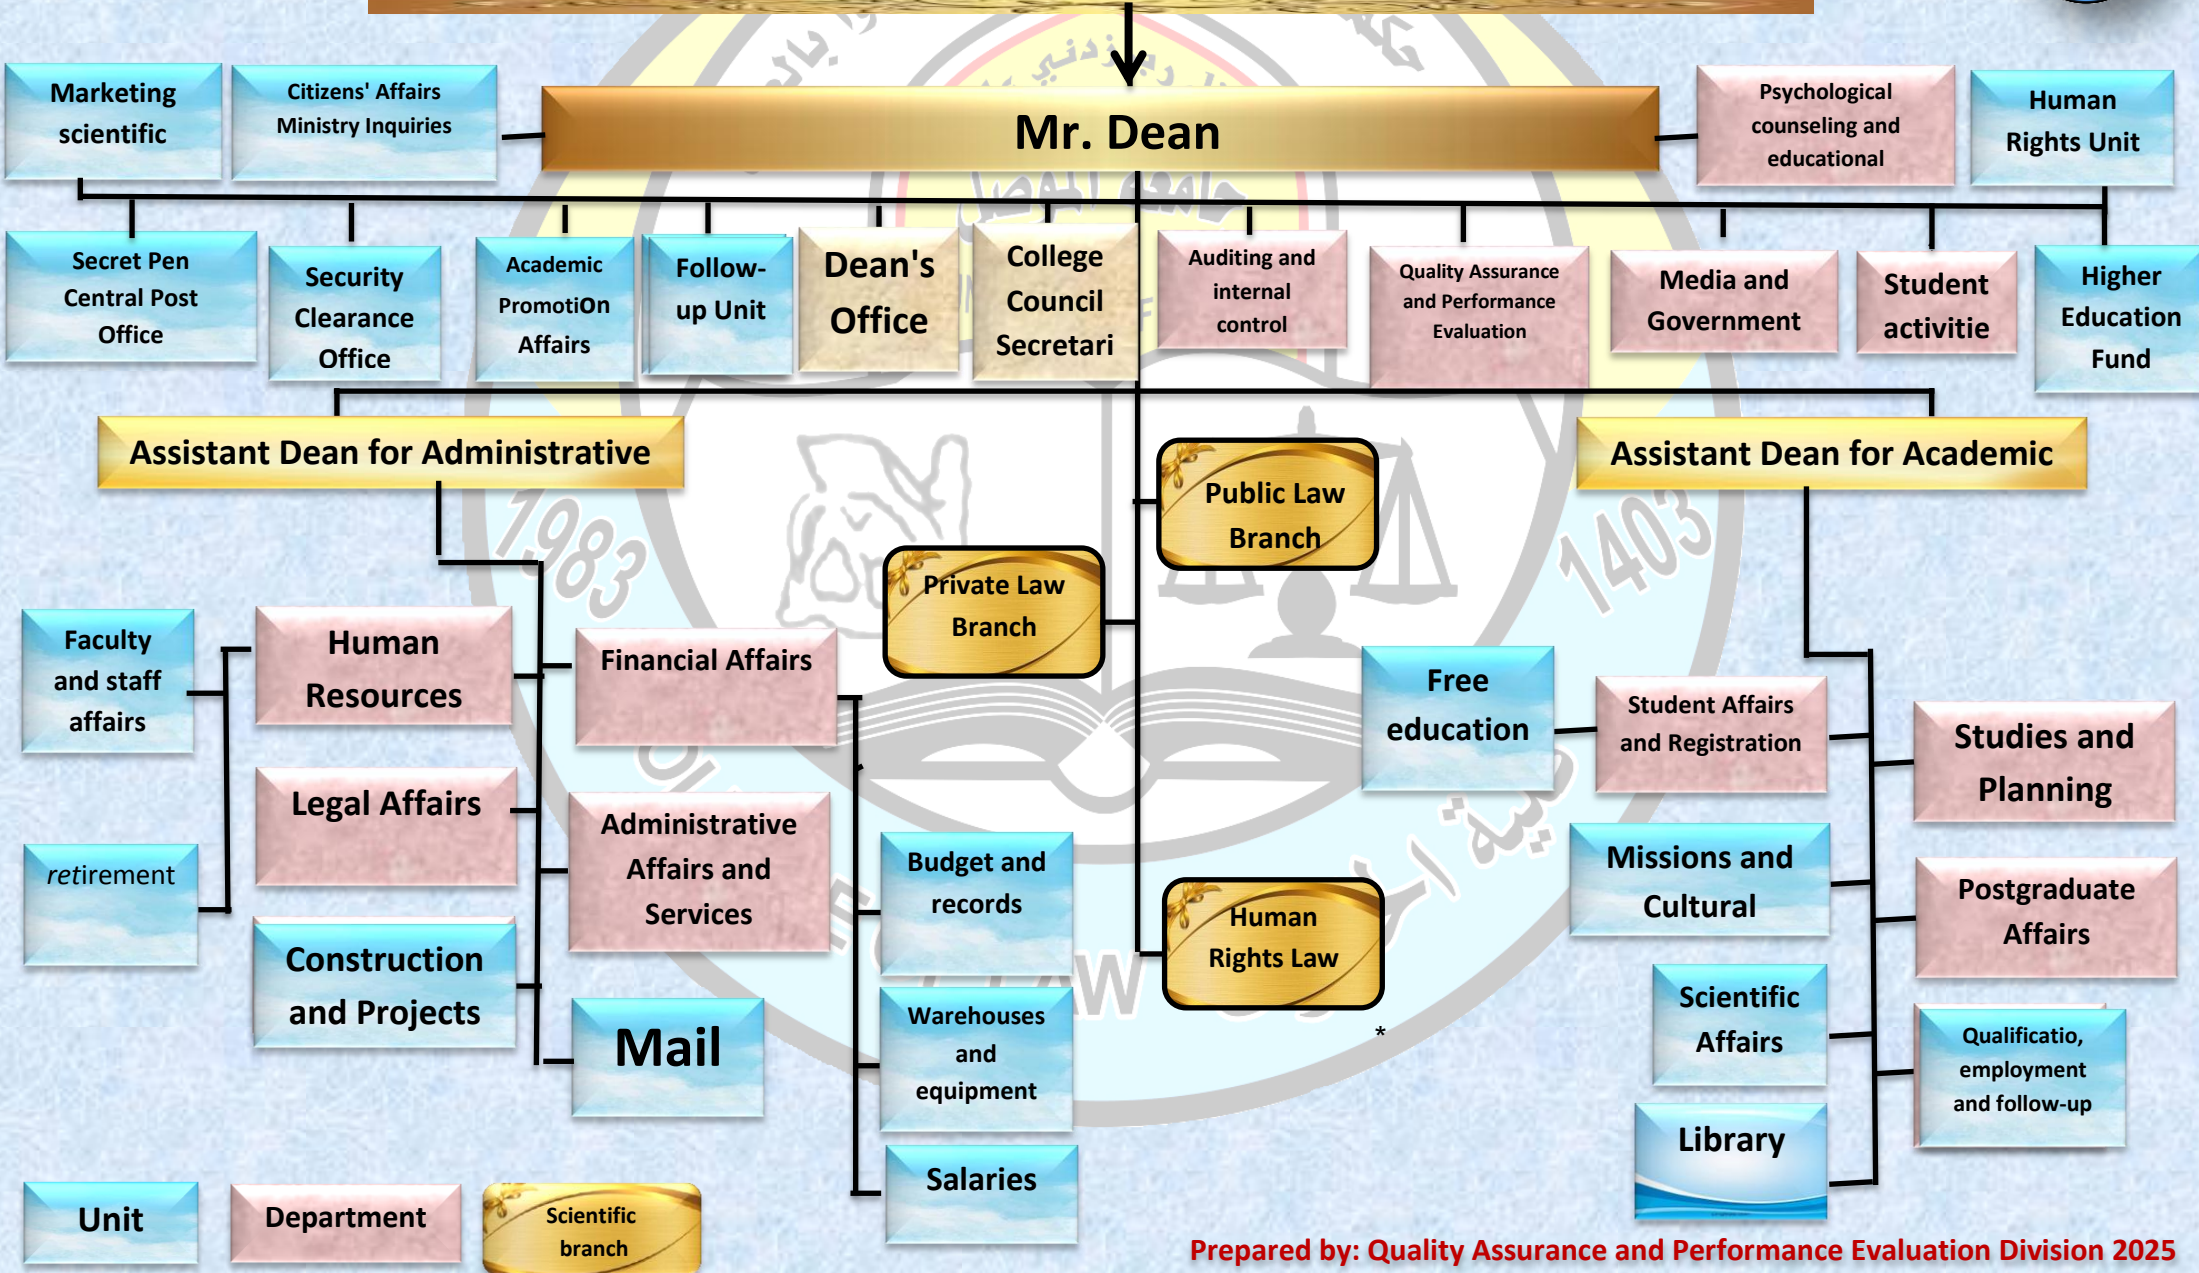 Mr. Dean
Marketing
scientific
Citizens' Affairs
Ministry Inquiries
Psychological
counseling and
educational
Human
Rights Unit
جامعة الموصل
Secret Pen
Central Post
Office
Security
Clearance
Office
Academic
PromotiOn
Affairs
Follow-
up Unit
Dean's
Office
College
Council
Secretari
Auditing and
internal
control
Quality Assurance
and Performance
Evaluation
Media and
Government
Student
activitie
Higher
Education
Fund
Assistant Dean for Administrative
Assistant Dean for Academic
1983
1403
Public Law
Branch
Private Law
Branch
Human
Rights Law
*
Faculty
and staff
affairs
retirement
Human
Resources
Legal Affairs
Construction
and Projects
Financial Affairs
Administrative
Affairs and
Services
Mail
Budget and
records
Warehouses
and
equipment
Salaries
Free
education
Student Affairs
and Registration
Missions and
Cultural
Scientific
Affairs
Library
Studies and
Planning
Postgraduate
Affairs
Qualificatio,
employment
and follow-up
Unit
Department
Scientific
branch
Prepared by: Quality Assurance and Performance Evaluation Division 2025